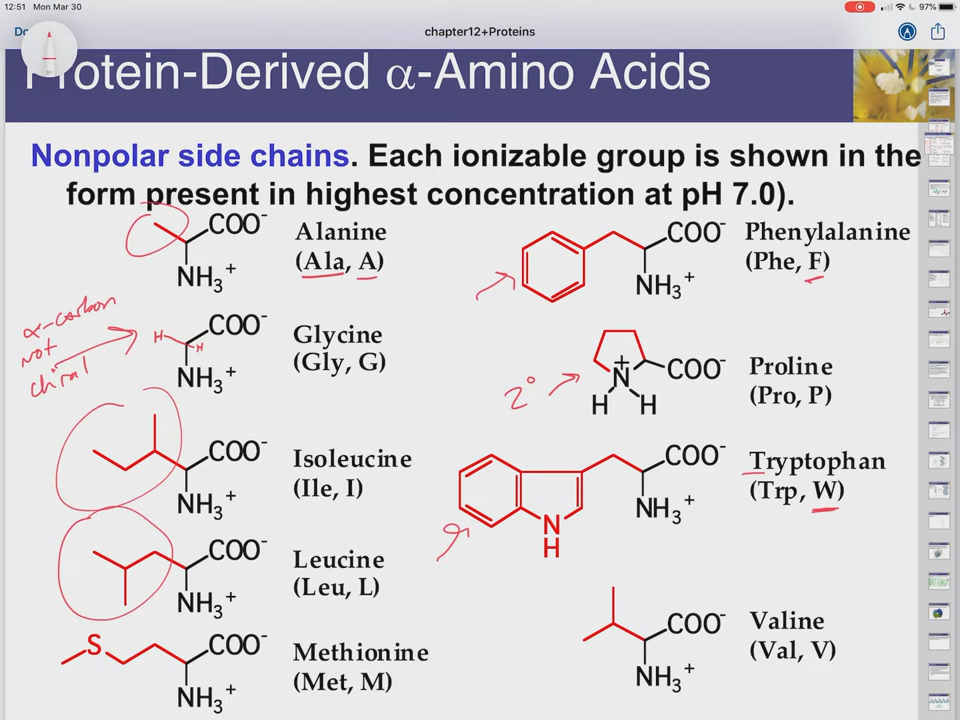 12:51 Mon Mar 30
97%
chapter12+Proteins
Protein-Derived α-Amino Acids
Nonpolar side chains. Each ionizable group is shown in the
form present in highest concentration at pH 7.0).
COO⁻
NH₃⁺
Alanine
(Ala, A)
α-carbon
not
chiral
H
H
COO⁻
NH₃⁺
Glycine
(Gly, G)
COO⁻
NH₃⁺
Isoleucine
(Ile, I)
COO⁻
NH₃⁺
Leucine
(Leu, L)
S
COO⁻
NH₃⁺
Methionine
(Met, M)
COO⁻
NH₃⁺
Phenylalanine
(Phe, F)
2°
+
N
H H
COO⁻
Proline
(Pro, P)
N
H
COO⁻
NH₃⁺
Tryptophan
(Trp, W)
COO⁻
NH₃⁺
Valine
(Val, V)